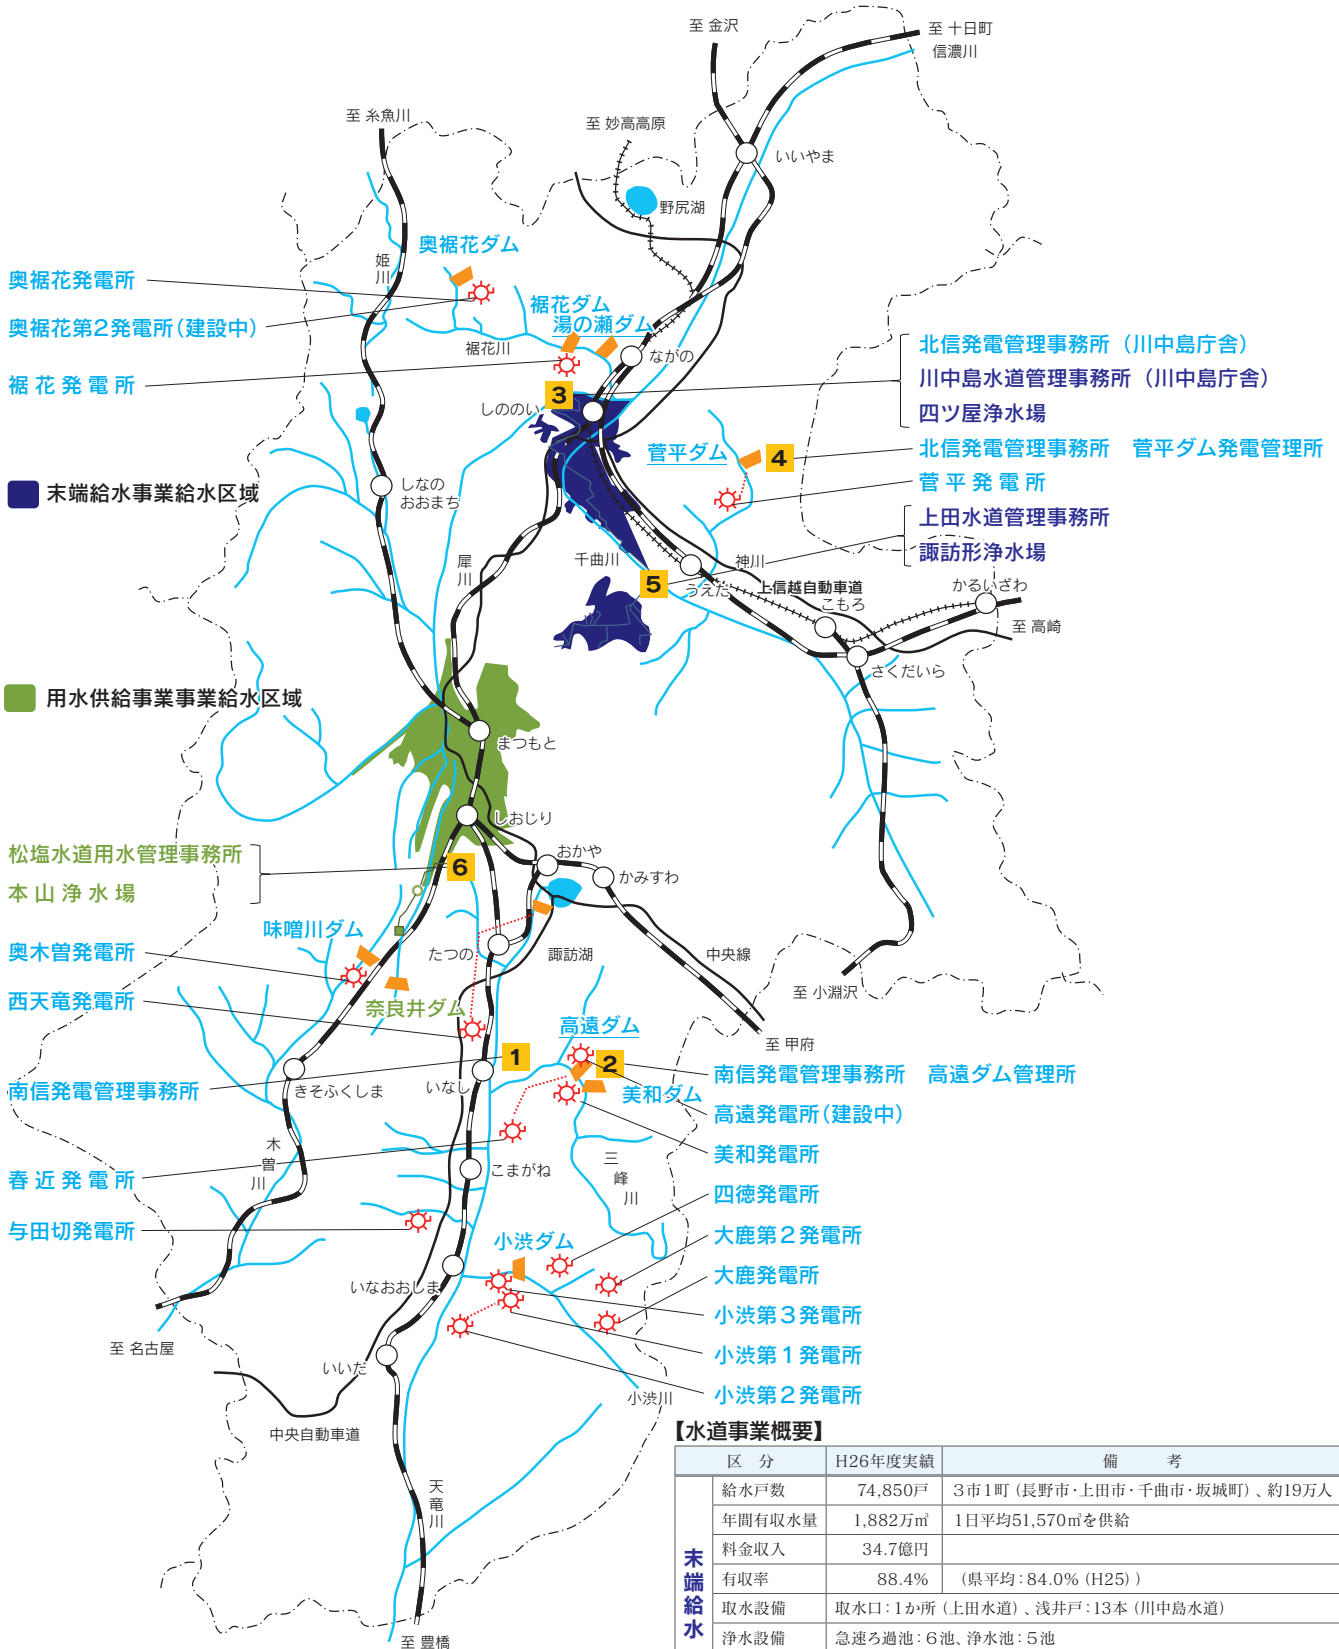 至 金沢
至 十日町
信濃川
至 糸魚川
至 妙高高原
いいやま
野尻湖
姫川
奥裾花ダム
奥裾花発電所
奥裾花第2発電所(建設中)
裾花ダム
湯の瀬ダム
裾花川
ながの
裾花発電所
3
しののい
北信発電管理事務所（川中島庁舎）
川中島水道管理事務所（川中島庁舎）
四ツ屋浄水場
菅平ダム
4
北信発電管理事務所　菅平ダム発電管理所
菅平発電所
末端給水事業給水区域
しなの
おおまち
上田水道管理事務所
諏訪形浄水場
犀川
千曲川
神川
5
うえだ
上信越自動車道
こもろ
かるいざわ
至 高崎
さくだいら
用水供給事業事業給水区域
まつもと
しおじり
松塩水道用水管理事務所
本山浄水場
6
おかや
かみすわ
味噌川ダム
奥木曽発電所
たつの
諏訪湖
中央線
至 小淵沢
西天竜発電所
奈良井ダム
高遠ダム
至 甲府
1
2
南信発電管理事務所
きそふくしま
いなし
美和ダム
南信発電管理事務所　高遠ダム管理所
高遠発電所(建設中)
美和発電所
木曽川
三峰川
春近発電所
こまがね
四徳発電所
与田切発電所
小渋ダム
大鹿第2発電所
いなおおしま
大鹿発電所
小渋第3発電所
至 名古屋
いいだ
小渋第1発電所
小渋川
小渋第2発電所
中央自動車道
天竜川
至 豊橋
【水道事業概要】
区　分　H26年度実績　備　考
末端給水
給水戸数　74,850戸　3市1町（長野市・上田市・千曲市・坂城町）、約19万人
年間有収水量　1,882万㎥　1日平均51,570㎥を供給
料金収入　34.7億円
有収率　88.4%　（県平均：84.0%（H25））
取水設備　取水口：1か所（上田水道）、浅井戸：13本（川中島水道）
浄水設備　急速ろ過池：6池、浄水池：5池